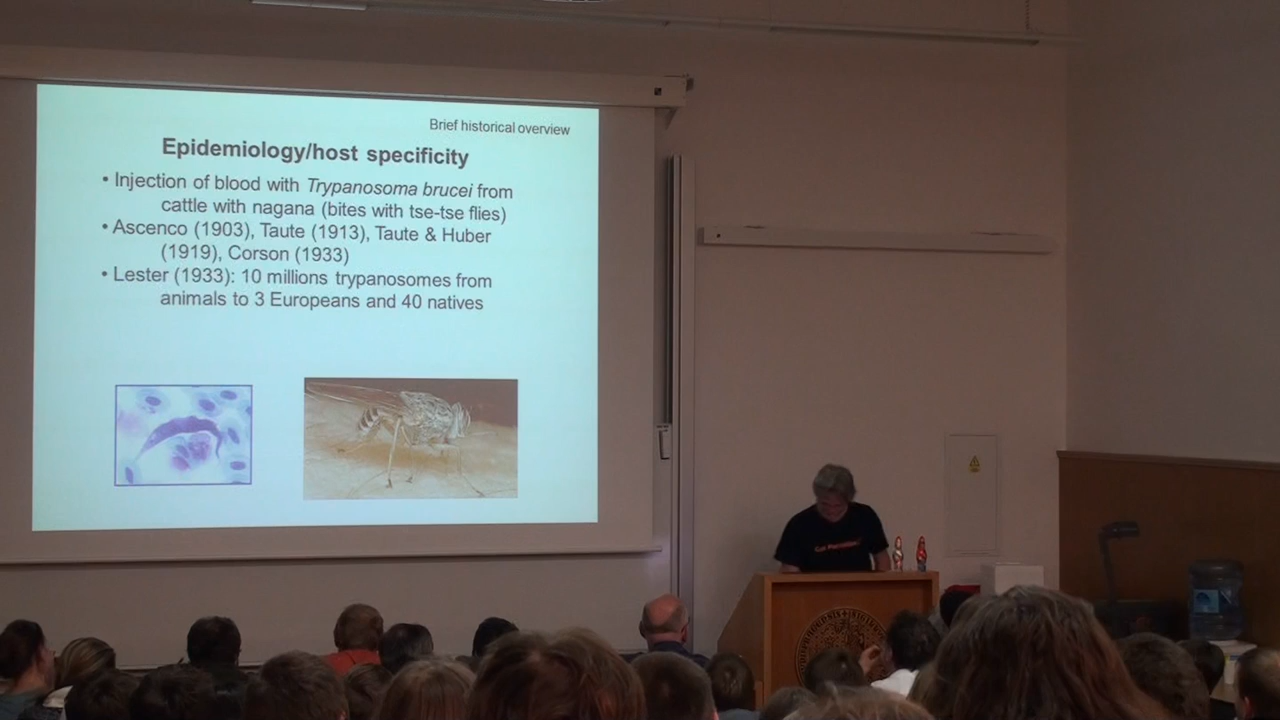 Brief historical overview
Epidemiology/host specificity
• Injection of blood with Trypanosoma brucei from
cattle with nagana (bites with tse-tse flies)
• Ascenco (1903), Taute (1913), Taute & Huber
(1919), Corson (1933)
• Lester (1933): 10 millions trypanosomes from
animals to 3 Europeans and 40 natives